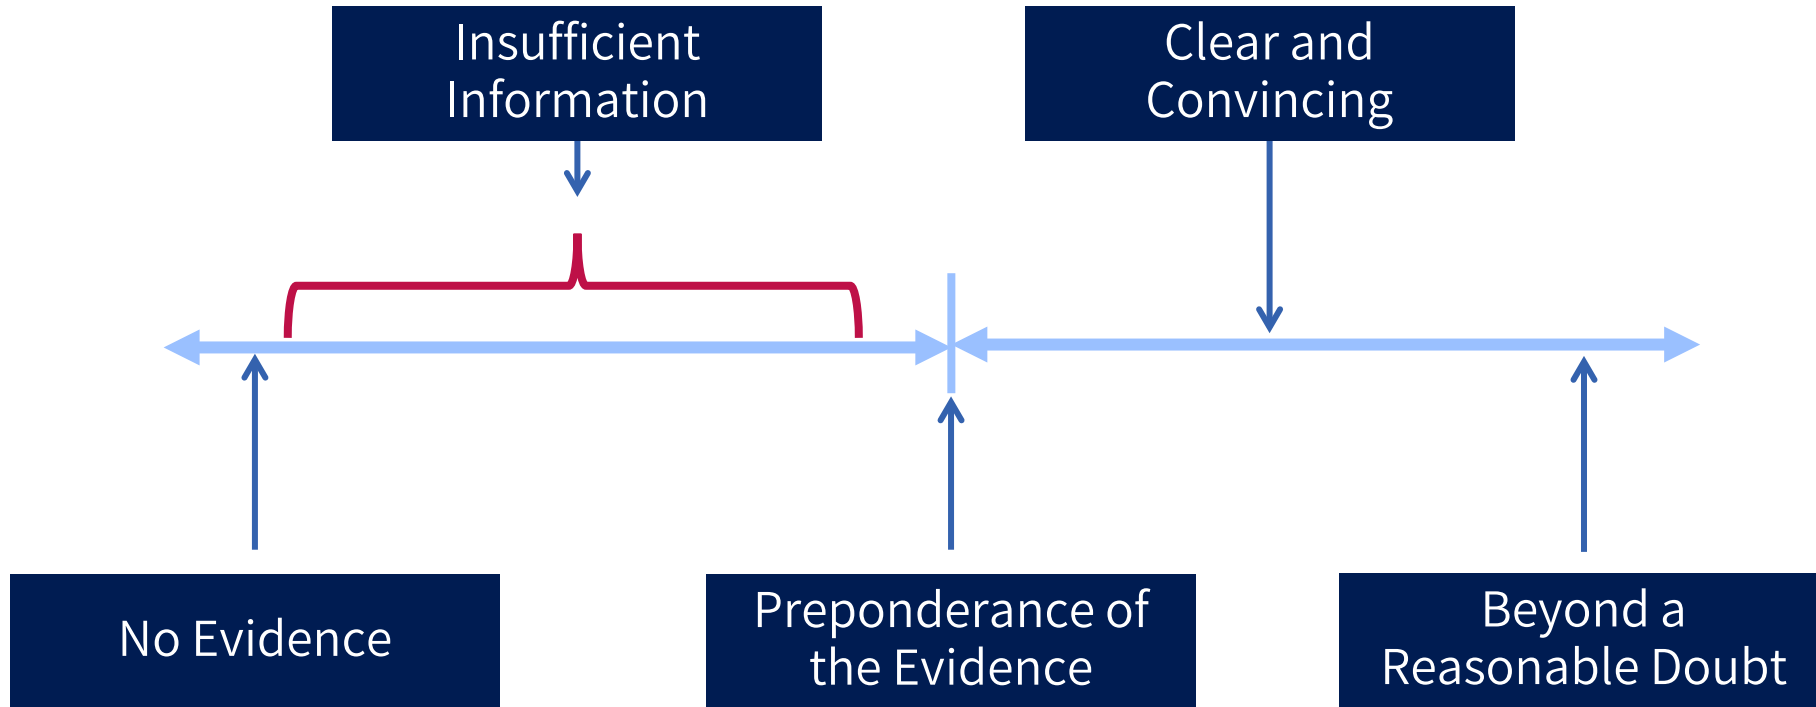 Insufficient
Information
Clear and
Convincing
No Evidence
Preponderance of
the Evidence
Beyond a
Reasonable Doubt